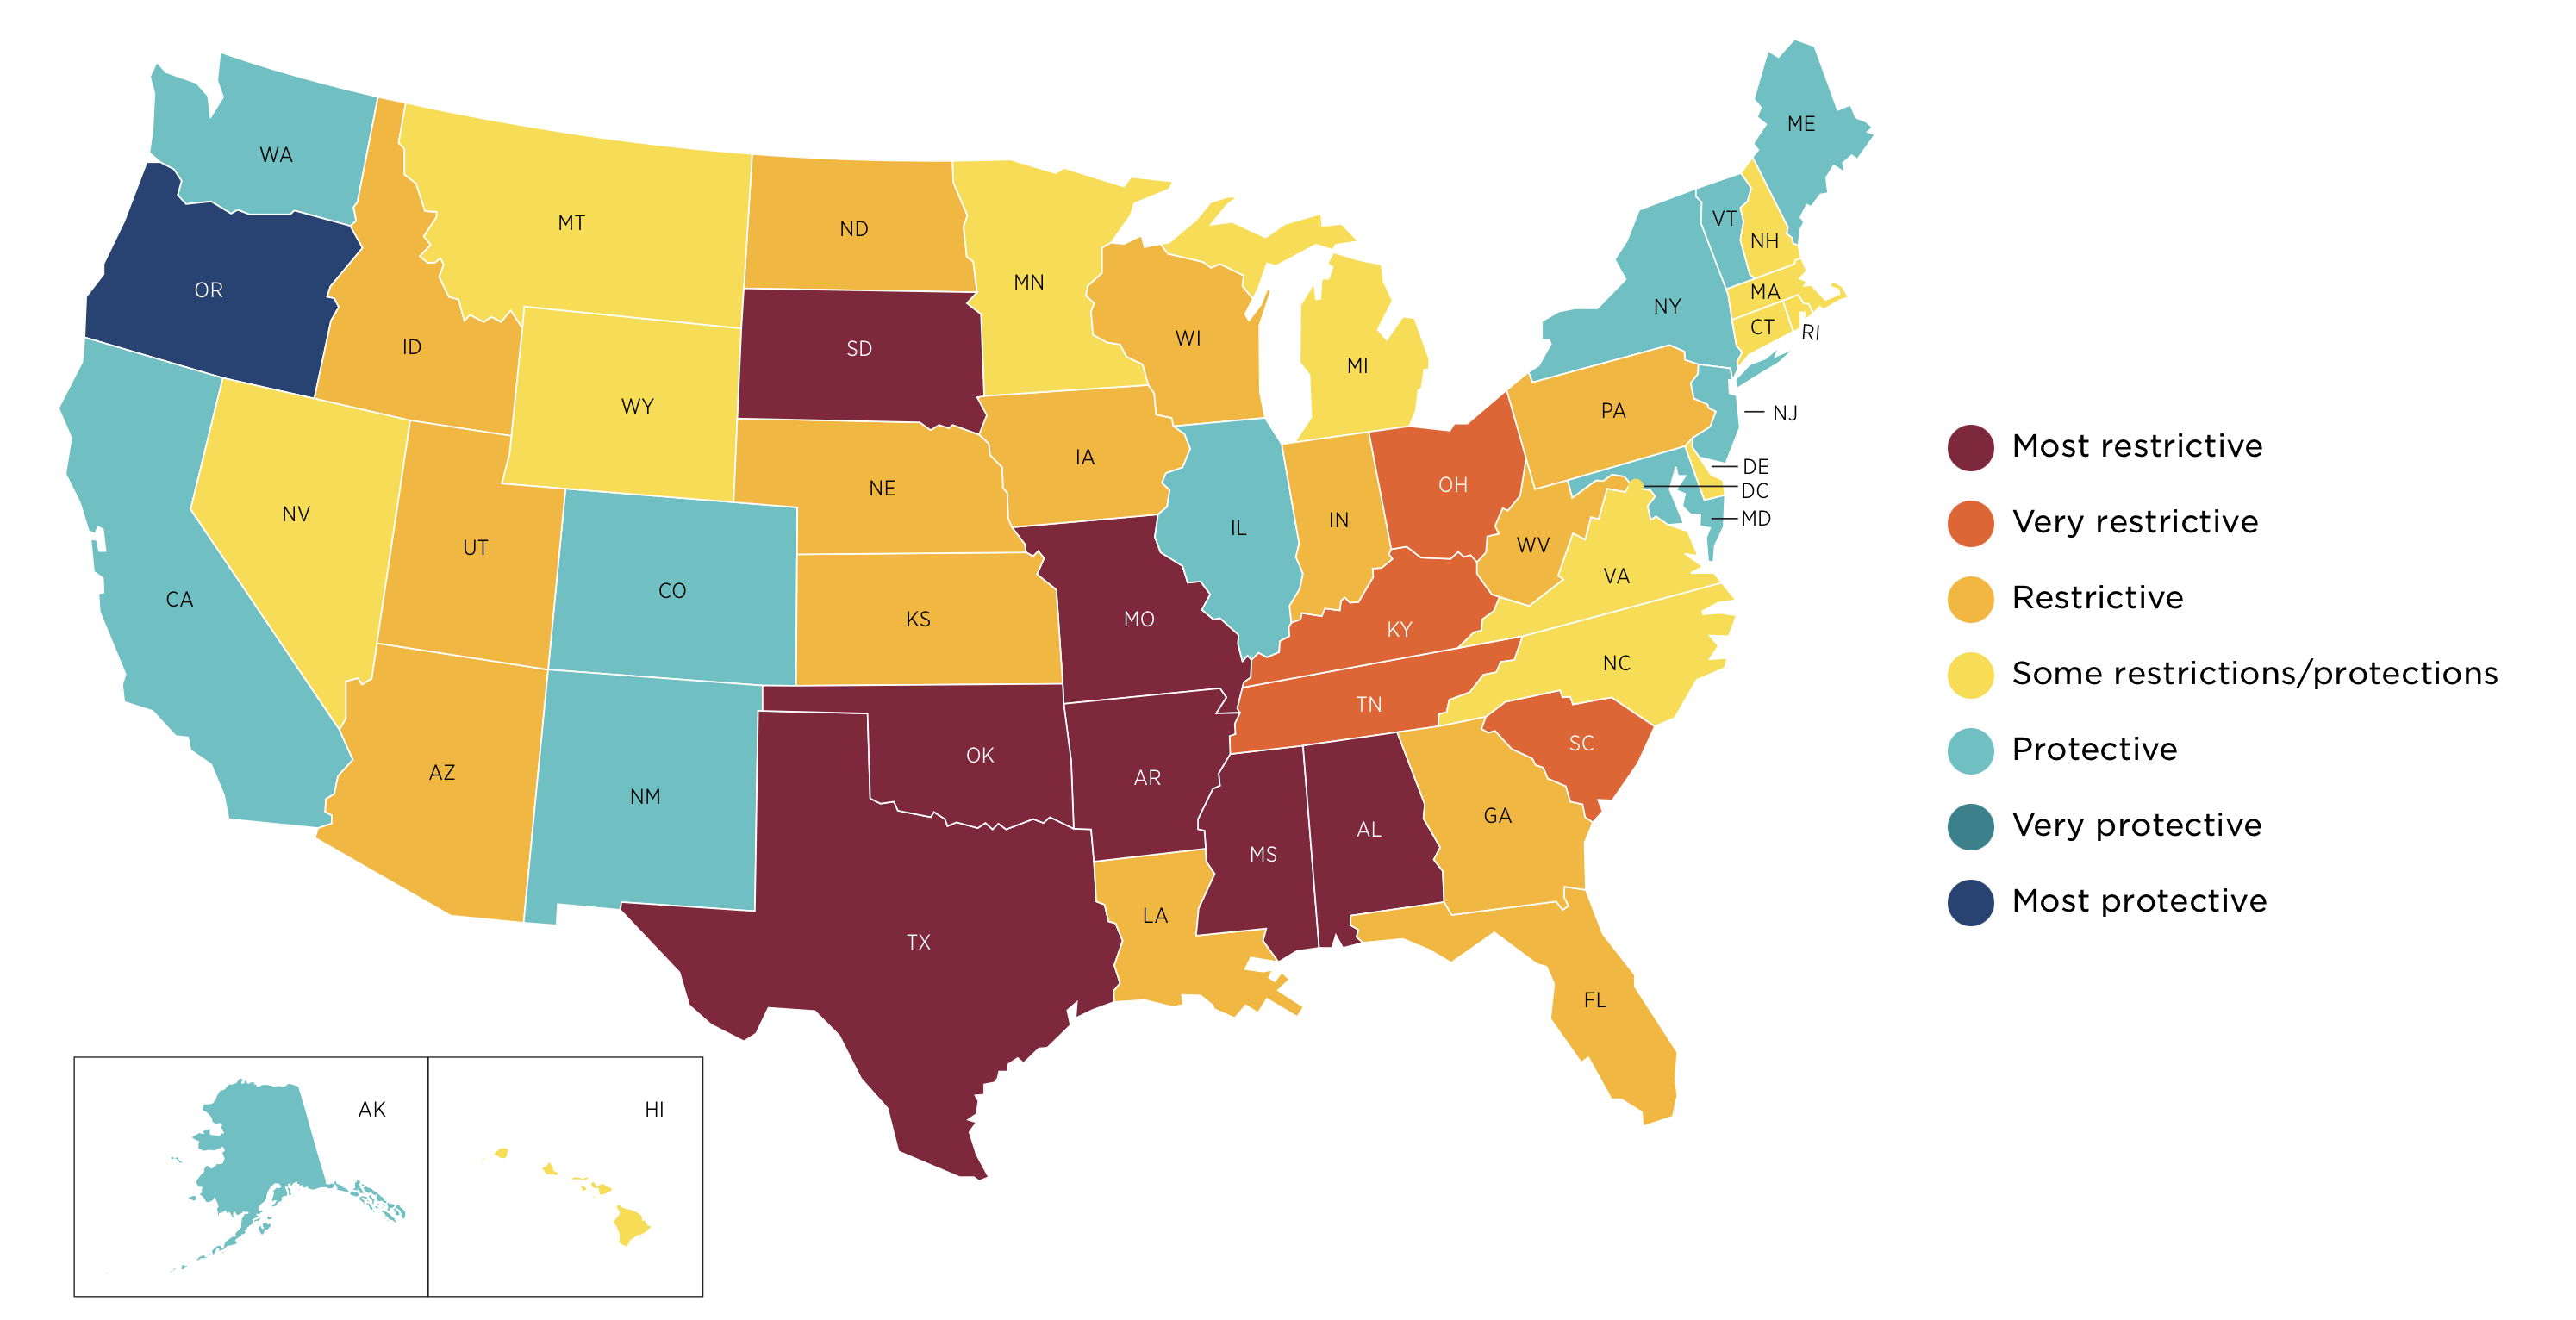 ME
WA
VT
MT
ND
NH
MN
OR
MA
NY
CT
RI
WI
ID
SD
MI
WY
PA
NJ
Most restrictive
IA
DE
OH
NE
DC
NV
IN
MD
Very restrictive
IL
UT
WV
VA
CO
CA
Restrictive
KS
MO
KY
NC
Some restrictions/protections
TN
SC
Protective
OK
AZ
AR
NM
GA
Very protective
AL
MS
LA
Most protective
TX
FL
AK
HI